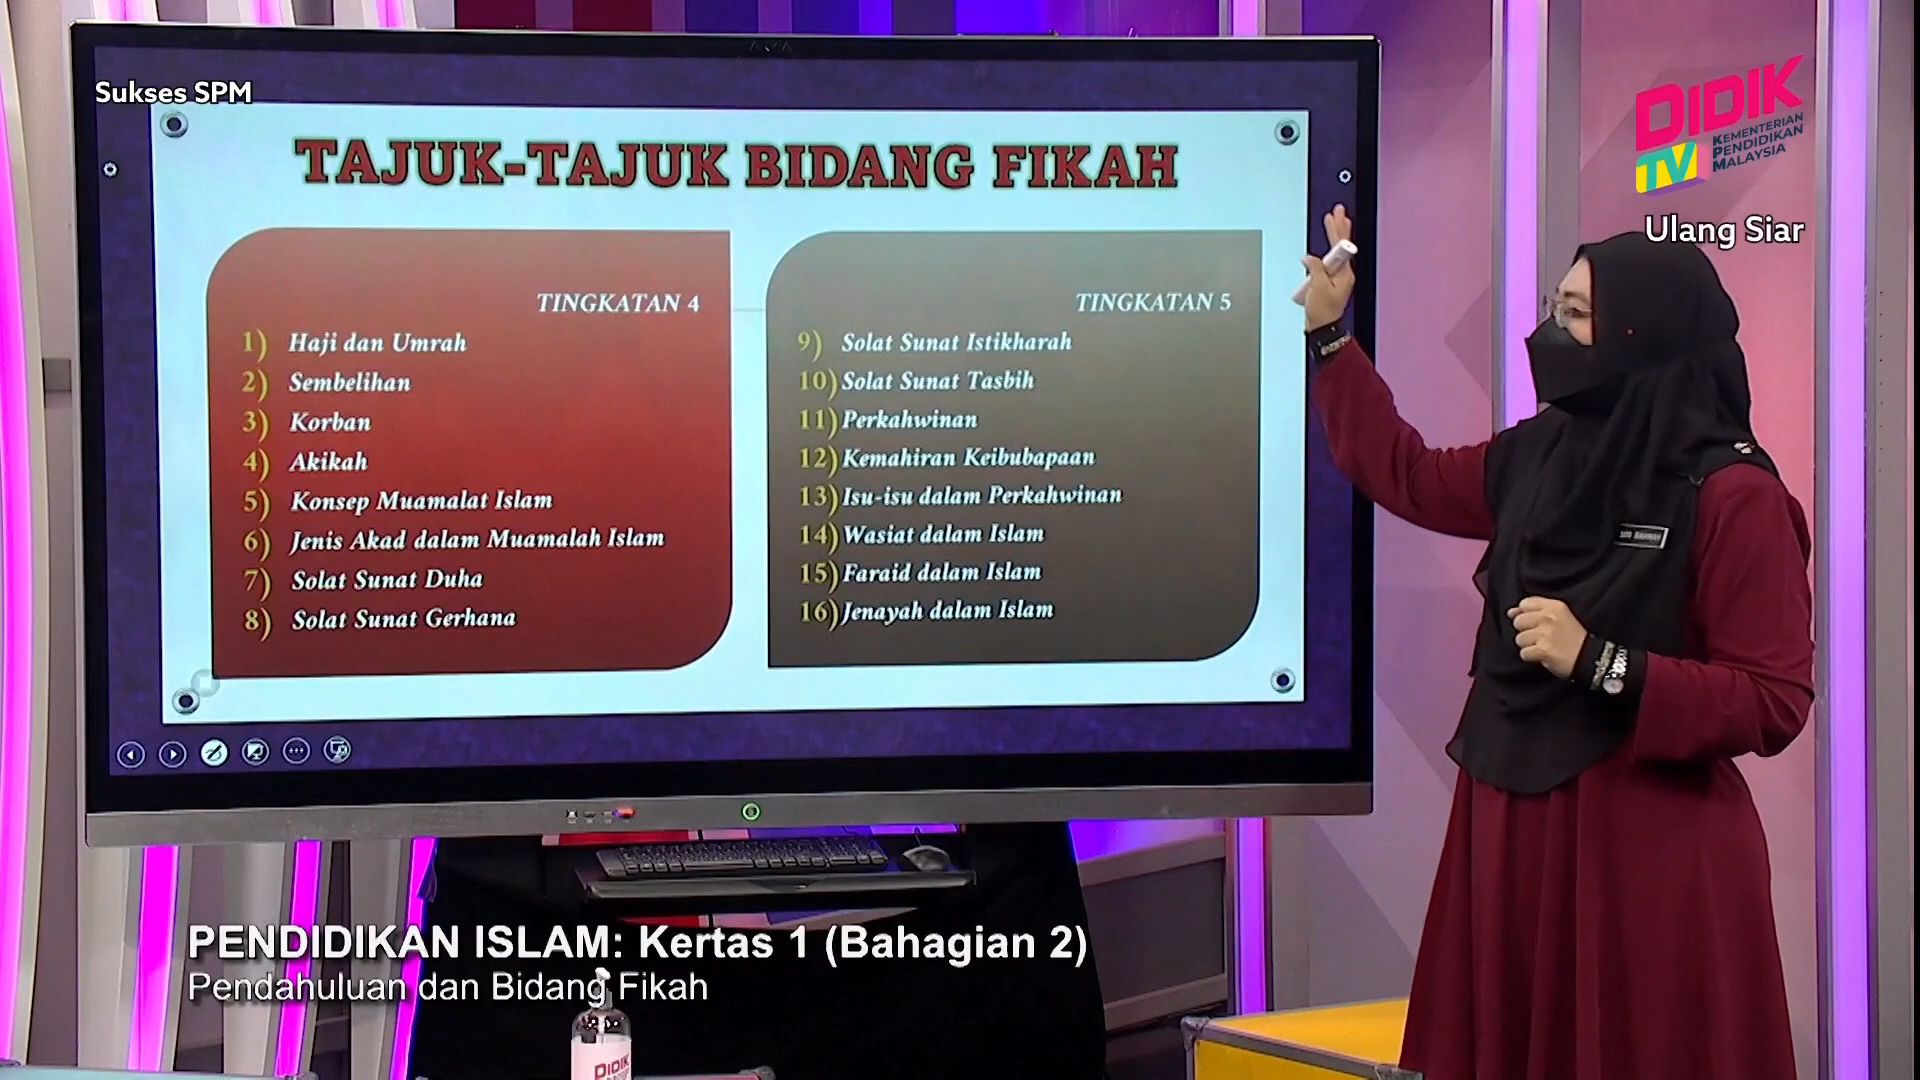 Sukses SPM
TAJUK-TAJUK BIDANG FIKAH
TINGKATAN 4
1) Haji dan Umrah
2) Sembelihan
3) Korban
4) Akikah
5) Konsep Muamalat Islam
6) Jenis Akad dalam Muamalah Islam
7) Solat Sunat Duha
8) Solat Sunat Gerhana
TINGKATAN 5
9) Solat Sunat Istikharah
10) Solat Sunat Tasbih
11) Perkahwinan
12) Kemahiran Keibubapaan
13) Isu-isu dalam Perkahwinan
14) Wasiat dalam Islam
15) Faraid dalam Islam
16) Jenayah dalam Islam
DIDIK
TV
KEMENTERIAN
PENDIDIKAN
MALAYSIA
Ulang Siar
PENDIDIKAN ISLAM: Kertas 1 (Bahagian 2)
Pendahuluan dan Bidang Fikah
DIDIK